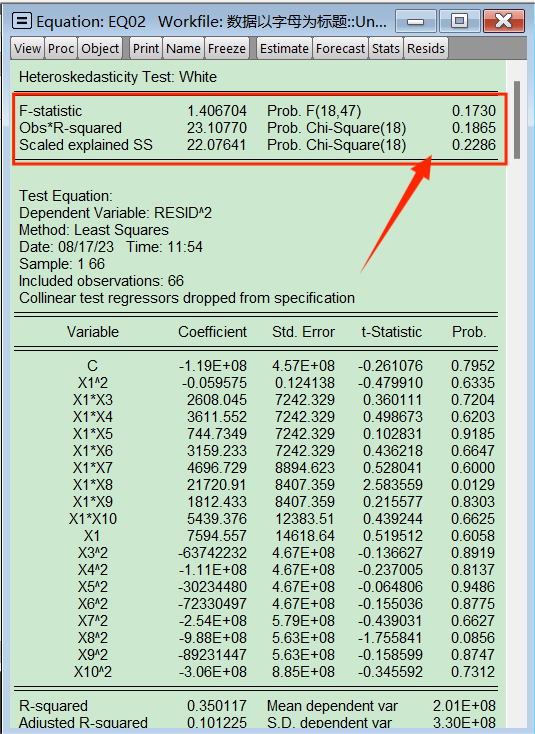 Equation: EQ02 Workfile: 数据以字母为标题::Un...
View Proc Object Print Name Freeze Estimate Forecast Stats Resids
Heteroskedasticity Test: White
F-statistic 1.406704 Prob. F(18,47) 0.1730
Obs*R-squared 23.10770 Prob. Chi-Square(18) 0.1865
Scaled explained SS 22.07641 Prob. Chi-Square(18) 0.2286
Test Equation:
Dependent Variable: RESID^2
Method: Least Squares
Date: 08/17/23 Time: 11:54
Sample: 1 66
Included observations: 66
Collinear test regressors dropped from specification
Variable Coefficient Std. Error t-Statistic Prob.
C -1.19E+08 4.57E+08 -0.261076 0.7952
X1^2 -0.059575 0.124138 -0.479910 0.6335
X1*X3 2608.045 7242.329 0.360111 0.7204
X1*X4 3611.552 7242.329 0.498673 0.6203
X1*X5 744.7349 7242.329 0.102831 0.9185
X1*X6 3159.233 7242.329 0.436218 0.6647
X1*X7 4696.729 8894.623 0.528041 0.6000
X1*X8 21720.91 8407.359 2.583559 0.0129
X1*X9 1812.433 8407.359 0.215577 0.8303
X1*X10 5439.376 12383.51 0.439244 0.6625
X1 7594.557 14618.64 0.519512 0.6058
X3^2 -63742232 4.67E+08 -0.136627 0.8919
X4^2 -1.11E+08 4.67E+08 -0.237005 0.8137
X5^2 -30234480 4.67E+08 -0.064806 0.9486
X6^2 -72330497 4.67E+08 -0.155036 0.8775
X7^2 -2.54E+08 5.79E+08 -0.439031 0.6627
X8^2 -9.88E+08 5.63E+08 -1.755841 0.0856
X9^2 -89231447 5.63E+08 -0.158599 0.8747
X10^2 -3.06E+08 8.85E+08 -0.345592 0.7312
R-squared 0.350117 Mean dependent var 2.01E+08
Adjusted R-squared 0.101225 S.D. dependent var 3.30E+08